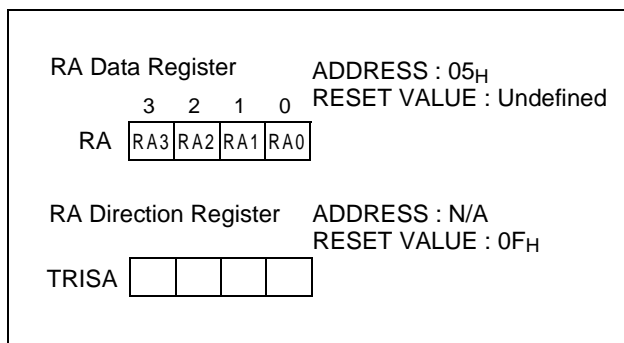 RA Data Register
ADDRESS : 05H
RESET VALUE : Undefined
3 2 1 0
RA RA3 RA2 RA1 RA0
RA Direction Register
ADDRESS : N/A
RESET VALUE : 0FH
TRISA